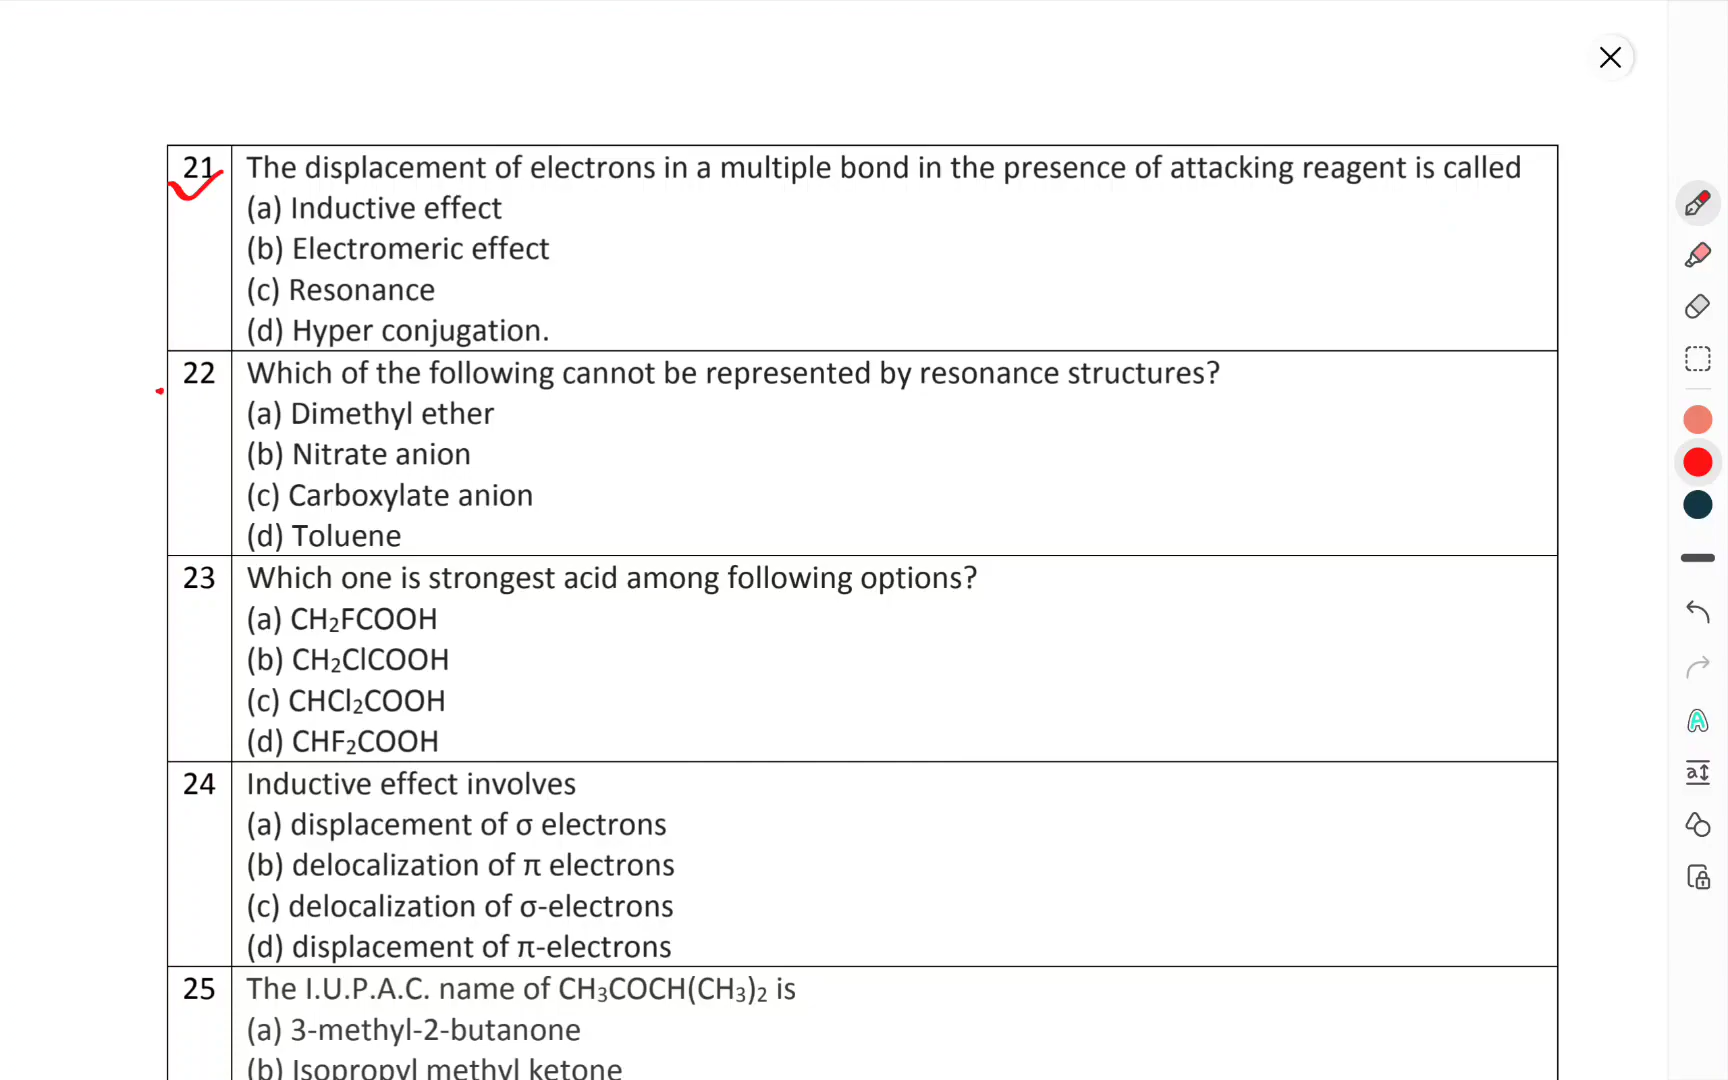 21 The displacement of electrons in a multiple bond in the presence of attacking reagent is called
(a) Inductive effect
(b) Electromeric effect
(c) Resonance
(d) Hyper conjugation.
22 Which of the following cannot be represented by resonance structures?
(a) Dimethyl ether
(b) Nitrate anion
(c) Carboxylate anion
(d) Toluene
23 Which one is strongest acid among following options?
(a) CH₂FCOOH
(b) CH₂ClCOOH
(c) CHCl₂COOH
(d) CHF₂COOH
24 Inductive effect involves
(a) displacement of σ electrons
(b) delocalization of π electrons
(c) delocalization of σ-electrons
(d) displacement of π-electrons
25 The I.U.P.A.C. name of CH₃COCH(CH₃)₂ is
(a) 3-methyl-2-butanone
(b) Isopropyl methyl ketone